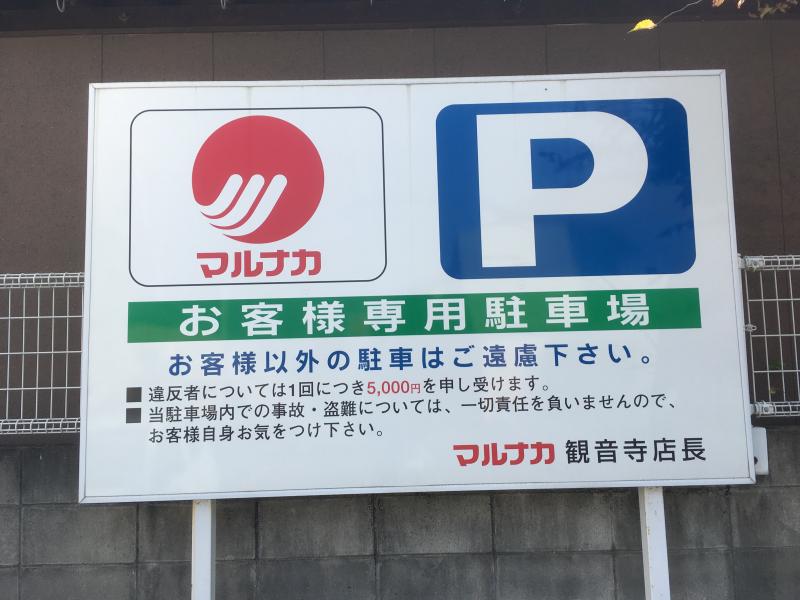 マルナカ
P
お客様専用駐車場
お客様以外の駐車はご遠慮下さい。
■ 違反者については1回につき5,000円を申し受けます。
■ 当駐車場内での事故・盗難については、一切責任を負いませんので、
お客様自身お気をつけ下さい。
マルナカ 観音寺店長